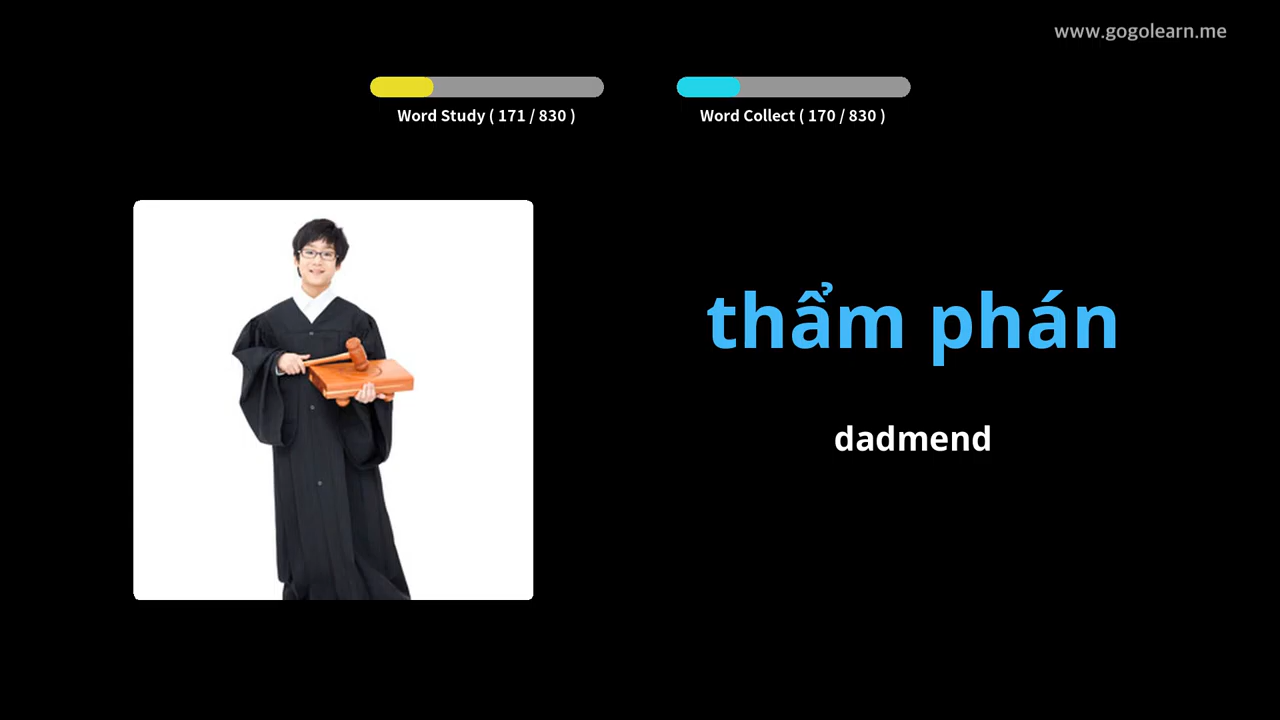 www.gogolearn.me
Word Study ( 171 / 830 )
Word Collect ( 170 / 830 )
thẩm phán
dadmend